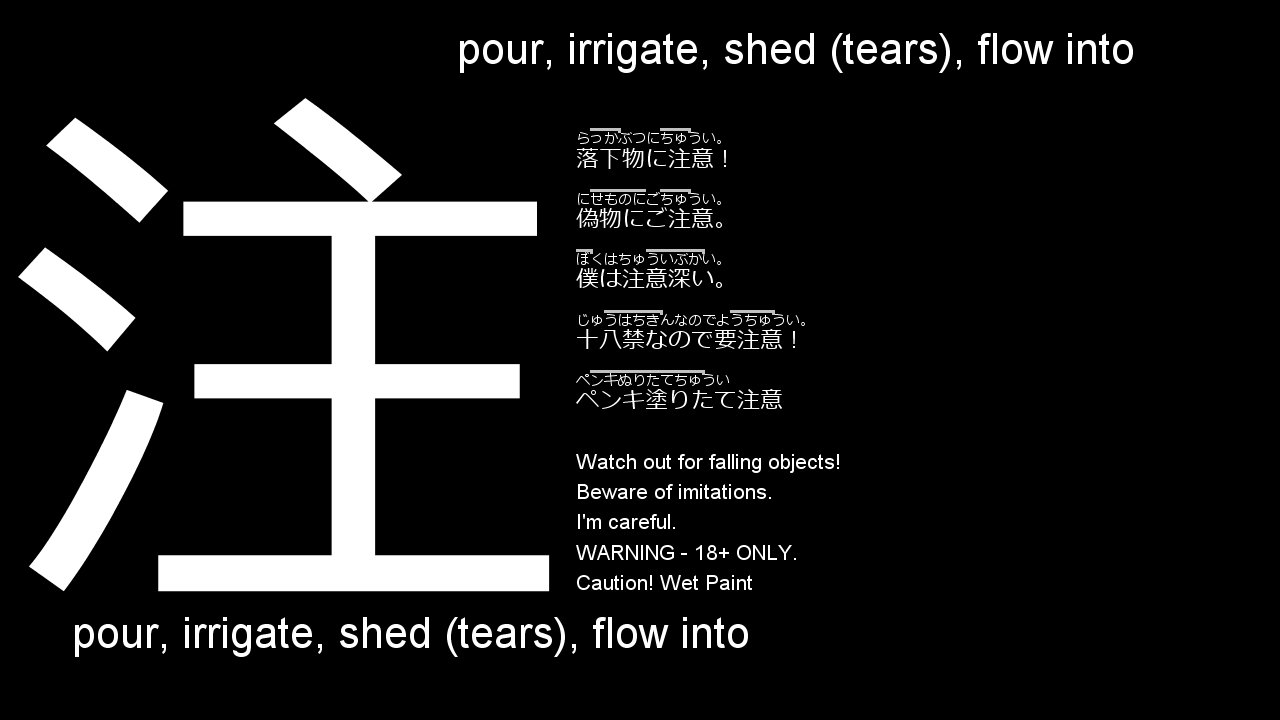 pour, irrigate, shed (tears), flow into
注
らっかぶつにちゅうい。
落下物に注意！
にせものにごちゅうい。
偽物にご注意。
ぼくはちゅういぶかい。
僕は注意深い。
じゅうはちきんなのでようちゅうい。
十八禁なので要注意！
ペンキぬりたてちゅうい
ペンキ塗りたて注意
Watch out for falling objects!
Beware of imitations.
I'm careful.
WARNING - 18+ ONLY.
Caution! Wet Paint
pour, irrigate, shed (tears), flow into